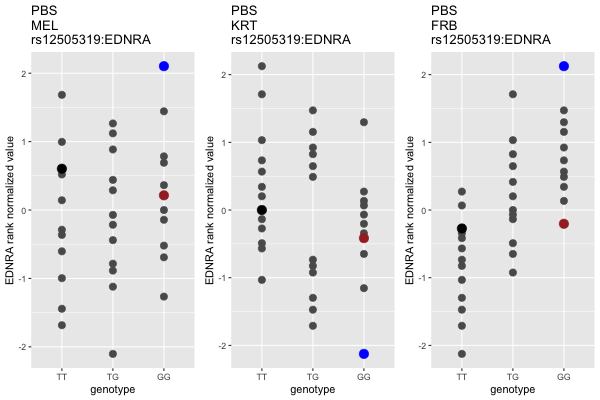 PBS
MEL
rs12505319:EDNRA
EDNRA rank normalized value
2
1
0
-1
-2
TT
TG
GG
genotype
PBS
KRT
rs12505319:EDNRA
EDNRA rank normalized value
2
1
0
-1
-2
TT
TG
GG
genotype
PBS
FRB
rs12505319:EDNRA
EDNRA rank normalized value
2
1
0
-1
-2
TT
TG
GG
genotype